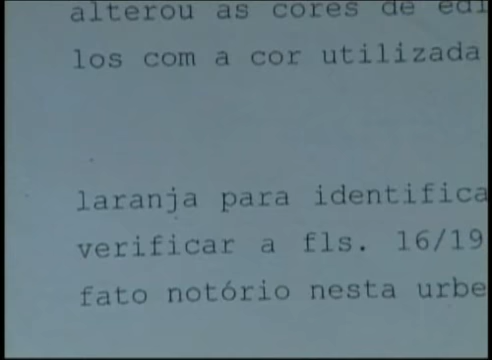 alterou as cores de edi
los com a cor utilizada
laranja para identifica
verificar a fls. 16/19
fato notório nesta urbe